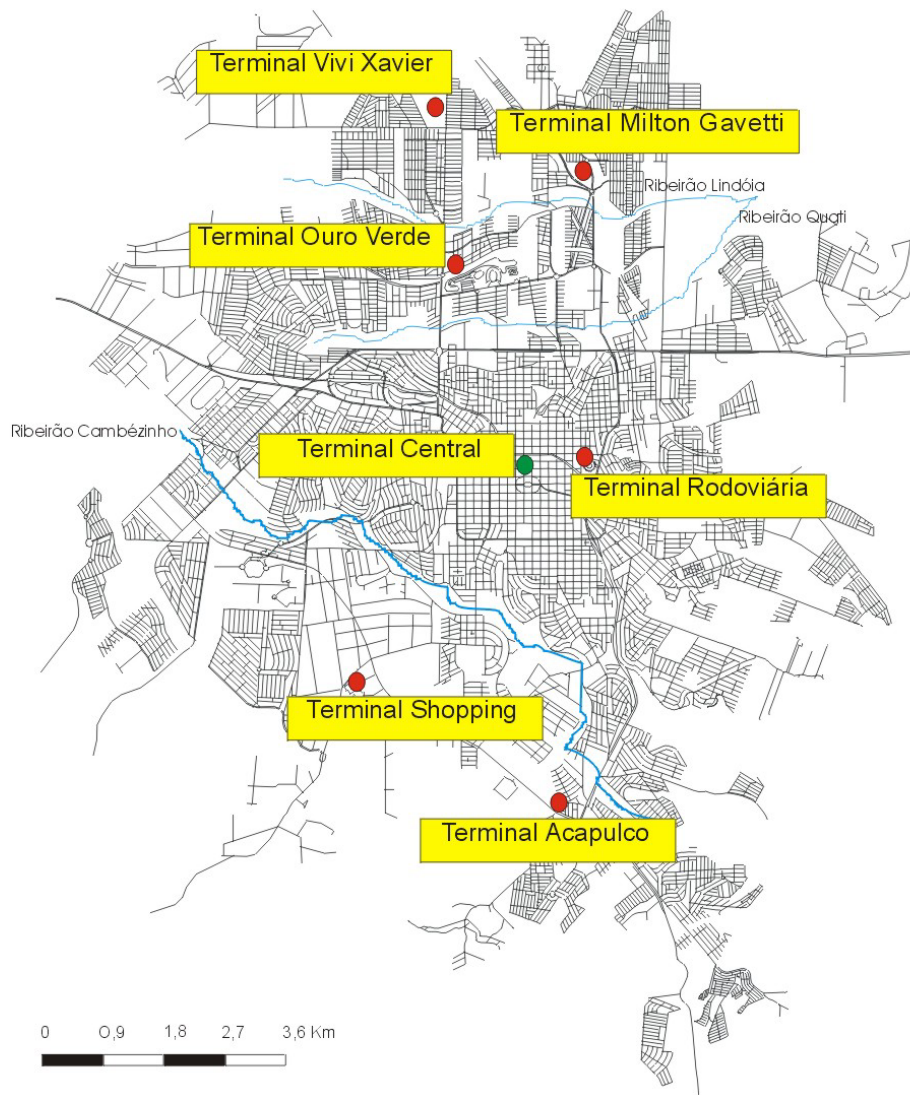 Terminal Vivi Xavier
Terminal Milton Gavetti
Ribeirão Lindóia
Ribeirão Quati
Terminal Ouro Verde
Ribeirão Cambézinho
Terminal Central
Terminal Rodoviária
Terminal Shopping
Terminal Acapulco
0 0,9 1,8 2,7 3,6 Km